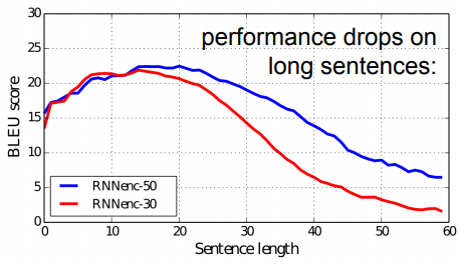 performance drops on
long sentences:
30
25
20
15
10
5
0
BLEU score
RNNenc-50
RNNenc-30
0 10 20 30 40 50 60
Sentence length